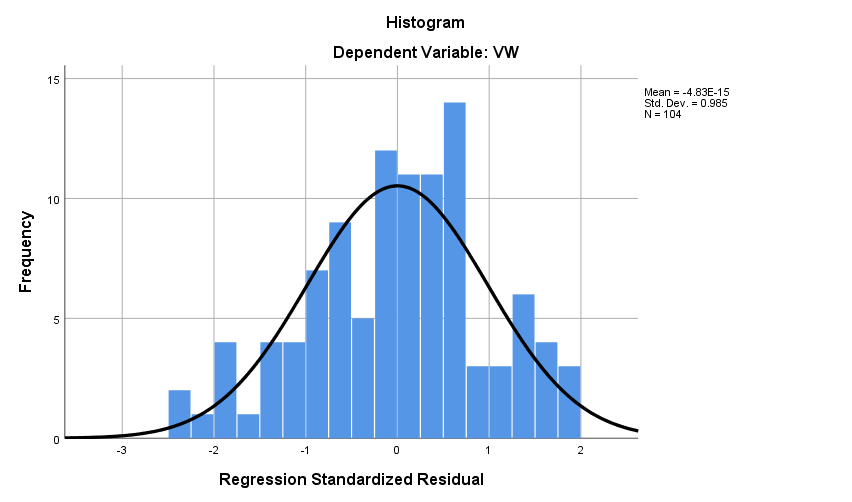 Histogram
Dependent Variable: VW
Mean = -4.83E-15
Std. Dev. = 0.985
N = 104
Frequency
15
10
5
0
-3 -2 -1 0 1 2
Regression Standardized Residual